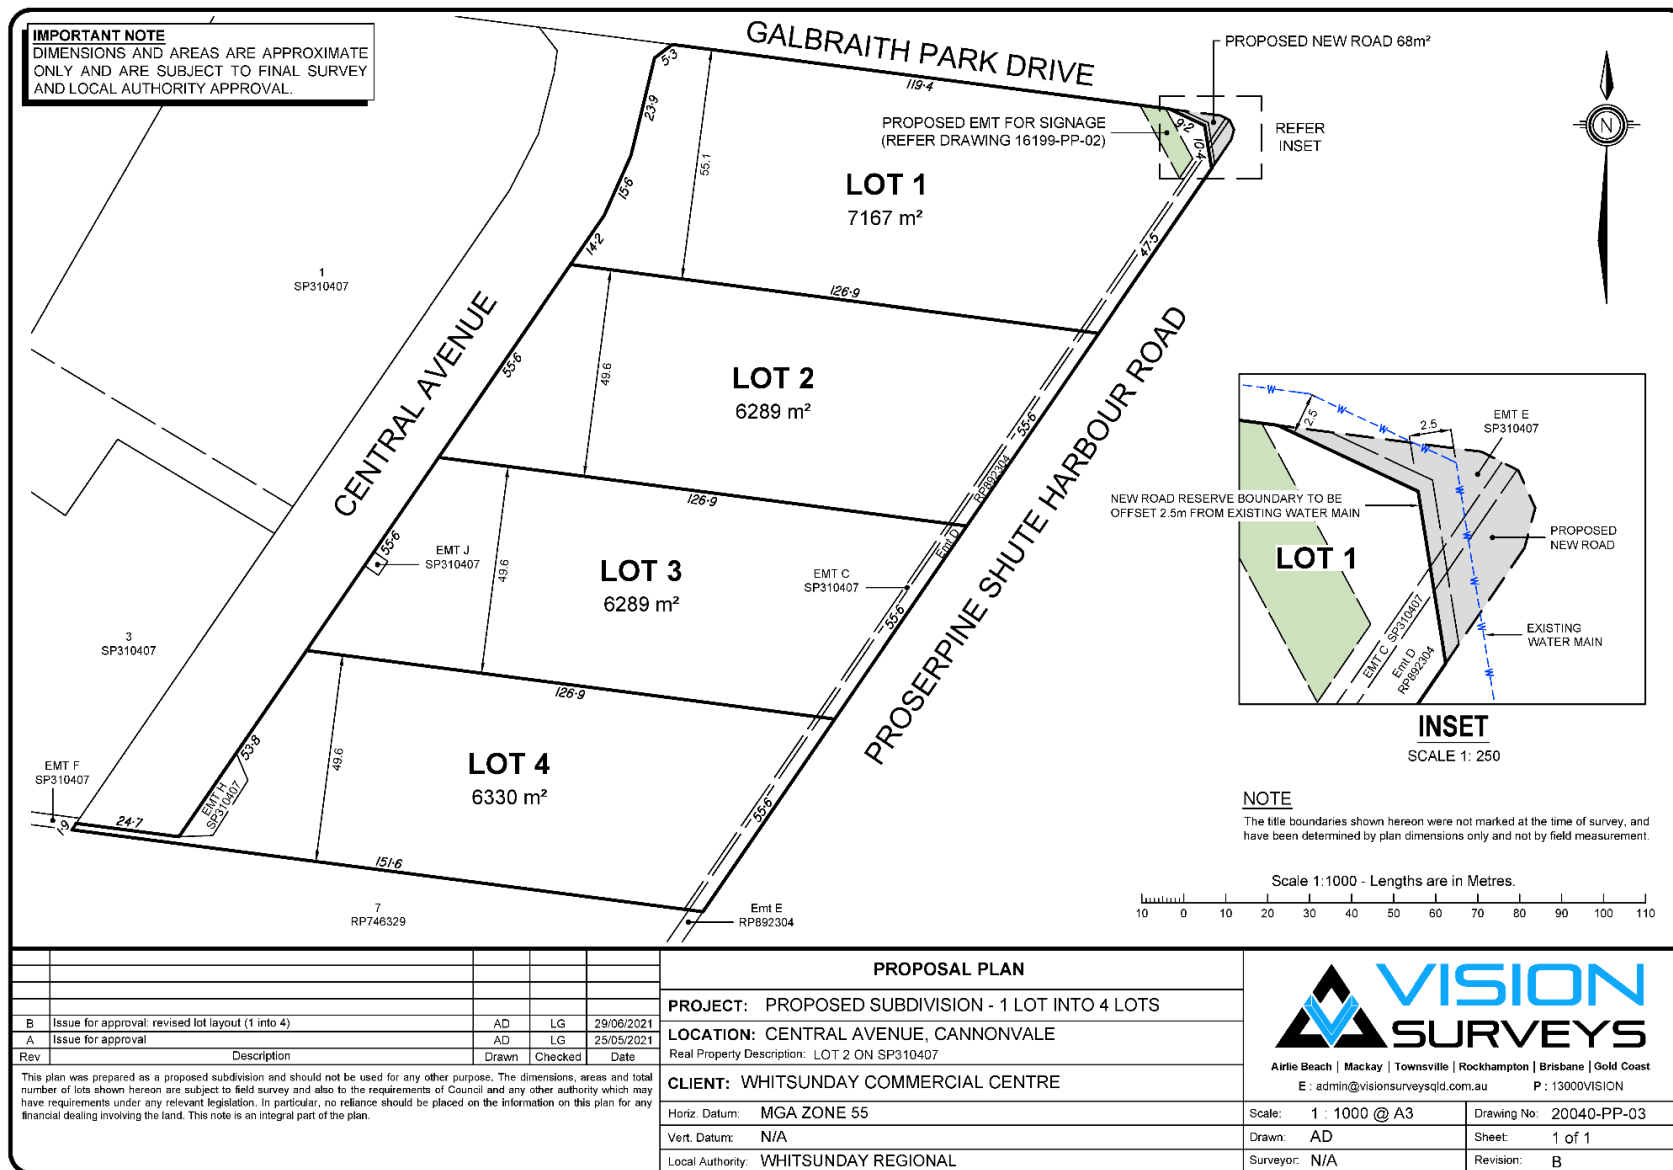 IMPORTANT NOTE
DIMENSIONS AND AREAS ARE APPROXIMATE
ONLY AND ARE SUBJECT TO FINAL SURVEY
AND LOCAL AUTHORITY APPROVAL.
GALBRAITH PARK DRIVE
PROPOSED NEW ROAD 68m²
5·3
119·4
23·9
PROPOSED EMT FOR SIGNAGE
(REFER DRAWING 16199-PP-02)
9·2
10·4
REFER
INSET
N
55.1
15·6
LOT 1
7167 m²
14·2
47·5
1
SP310407
126·9
CENTRAL AVENUE
55·6
49.6
LOT 2
6289 m²
55·6
RP892304
PROSERPINE SHUTE HARBOUR ROAD
126·9
Emt D
55·6
EMT J
SP310407
49.6
LOT 3
6289 m²
EMT C
SP310407
55·6
3
SP310407
126·9
53·8
49.6
LOT 4
6330 m²
55·6
EMT F
SP310407
EMT H
SP310407
1·9
24·7
151·6
7
RP746329
Emt E
RP892304
W
2.5
W
2.5
EMT E
SP310407
W
W
NEW ROAD RESERVE BOUNDARY TO BE
OFFSET 2.5m FROM EXISTING WATER MAIN
W
PROPOSED
NEW ROAD
LOT 1
W
EMT C SP310407
Emt D
RP892304
W
EXISTING
WATER MAIN
W
INSET
SCALE 1: 250
NOTE
The title boundaries shown hereon were not marked at the time of survey, and
have been determined by plan dimensions only and not by field measurement.
Scale 1:1000 - Lengths are in Metres.
10 0 10 20 30 40 50 60 70 80 90 100 110
B Issue for approval: revised lot layout (1 into 4) AD LG 29/06/2021
A Issue for approval AD LG 25/05/2021
Rev Description Drawn Checked Date
This plan was prepared as a proposed subdivision and should not be used for any other purpose. The dimensions, areas and total
number of lots shown hereon are subject to field survey and also to the requirements of Council and any other authority which may
have requirements under any relevant legislation. In particular, no reliance should be placed on the information on this plan for any
financial dealing involving the land. This note is an integral part of the plan.
PROPOSAL PLAN
PROJECT: PROPOSED SUBDIVISION - 1 LOT INTO 4 LOTS
LOCATION: CENTRAL AVENUE, CANNONVALE
Real Property Description: LOT 2 ON SP310407
CLIENT: WHITSUNDAY COMMERCIAL CENTRE
Horiz. Datum: MGA ZONE 55
Vert. Datum: N/A
Local Authority: WHITSUNDAY REGIONAL
VISION
SURVEYS
Airlie Beach | Mackay | Townsville | Rockhampton | Brisbane | Gold Coast
E : admin@visionsurveysqld.com.au P : 13000VISION
Scale: 1 : 1000 @ A3 Drawing No: 20040-PP-03
Drawn: AD Sheet: 1 of 1
Surveyor: N/A Revision: B